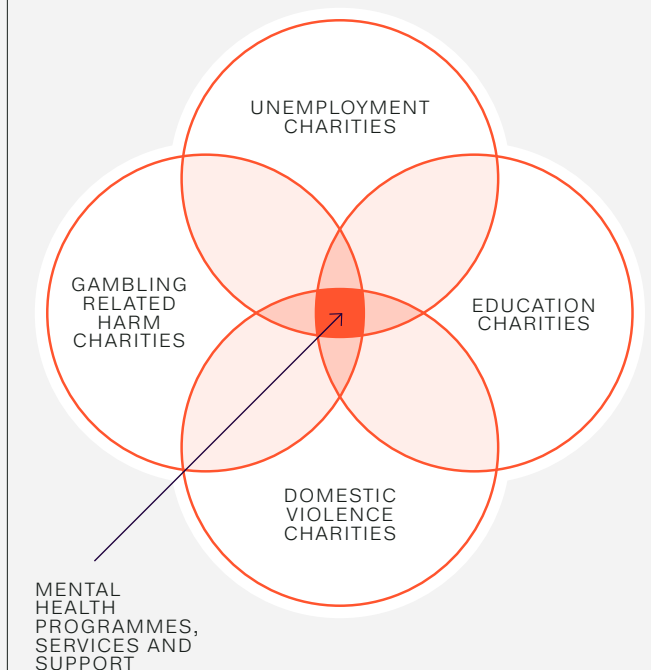 UNEMPLOYMENT
CHARITIES
GAMBLING
RELATED
HARM
CHARITIES
EDUCATION
CHARITIES
DOMESTIC
VIOLENCE
CHARITIES
MENTAL
HEALTH
PROGRAMMES,
SERVICES AND
SUPPORT